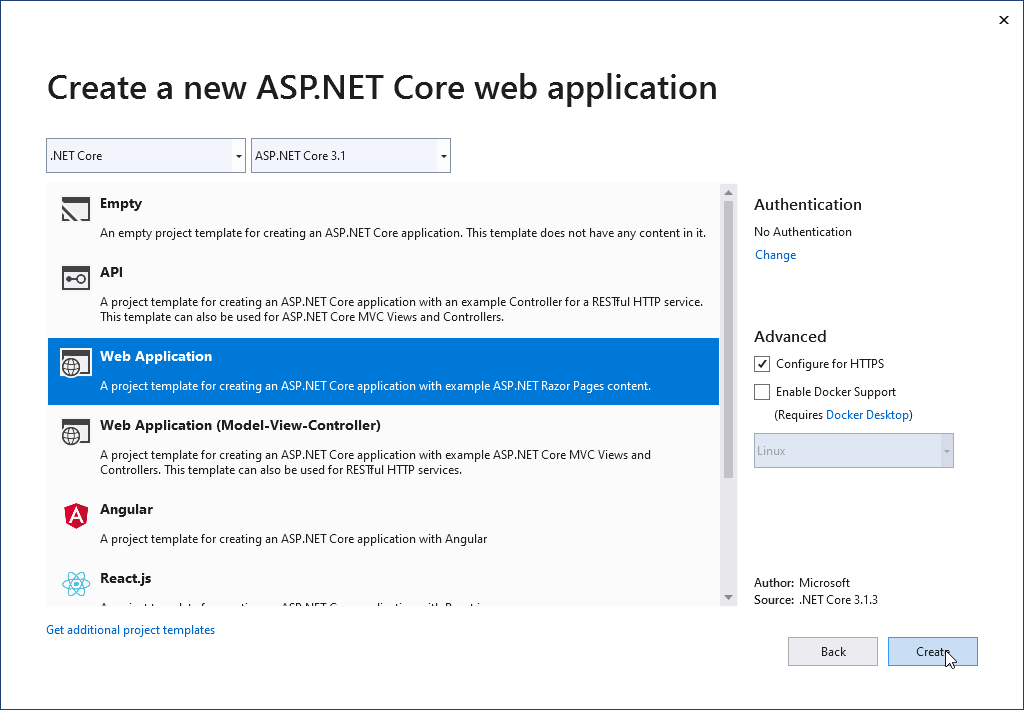 Create a new ASP.NET Core web application
.NET Core
ASP.NET Core 3.1
Empty
An empty project template for creating an ASP.NET Core application. This template does not have any content in it.
API
A project template for creating an ASP.NET Core application with an example Controller for a RESTful HTTP service.
This template can also be used for ASP.NET Core MVC Views and Controllers.
Web Application
A project template for creating an ASP.NET Core application with example ASP.NET Razor Pages content.
Web Application (Model-View-Controller)
A project template for creating an ASP.NET Core application with example ASP.NET Core MVC Views and
Controllers. This template can also be used for RESTful HTTP services.
Angular
A project template for creating an ASP.NET Core application with Angular
React.js
Get additional project templates
Authentication
No Authentication
Change
Advanced
Configure for HTTPS
Enable Docker Support
(Requires Docker Desktop)
Linux
Author: Microsoft
Source: .NET Core 3.1.3
Back
Create